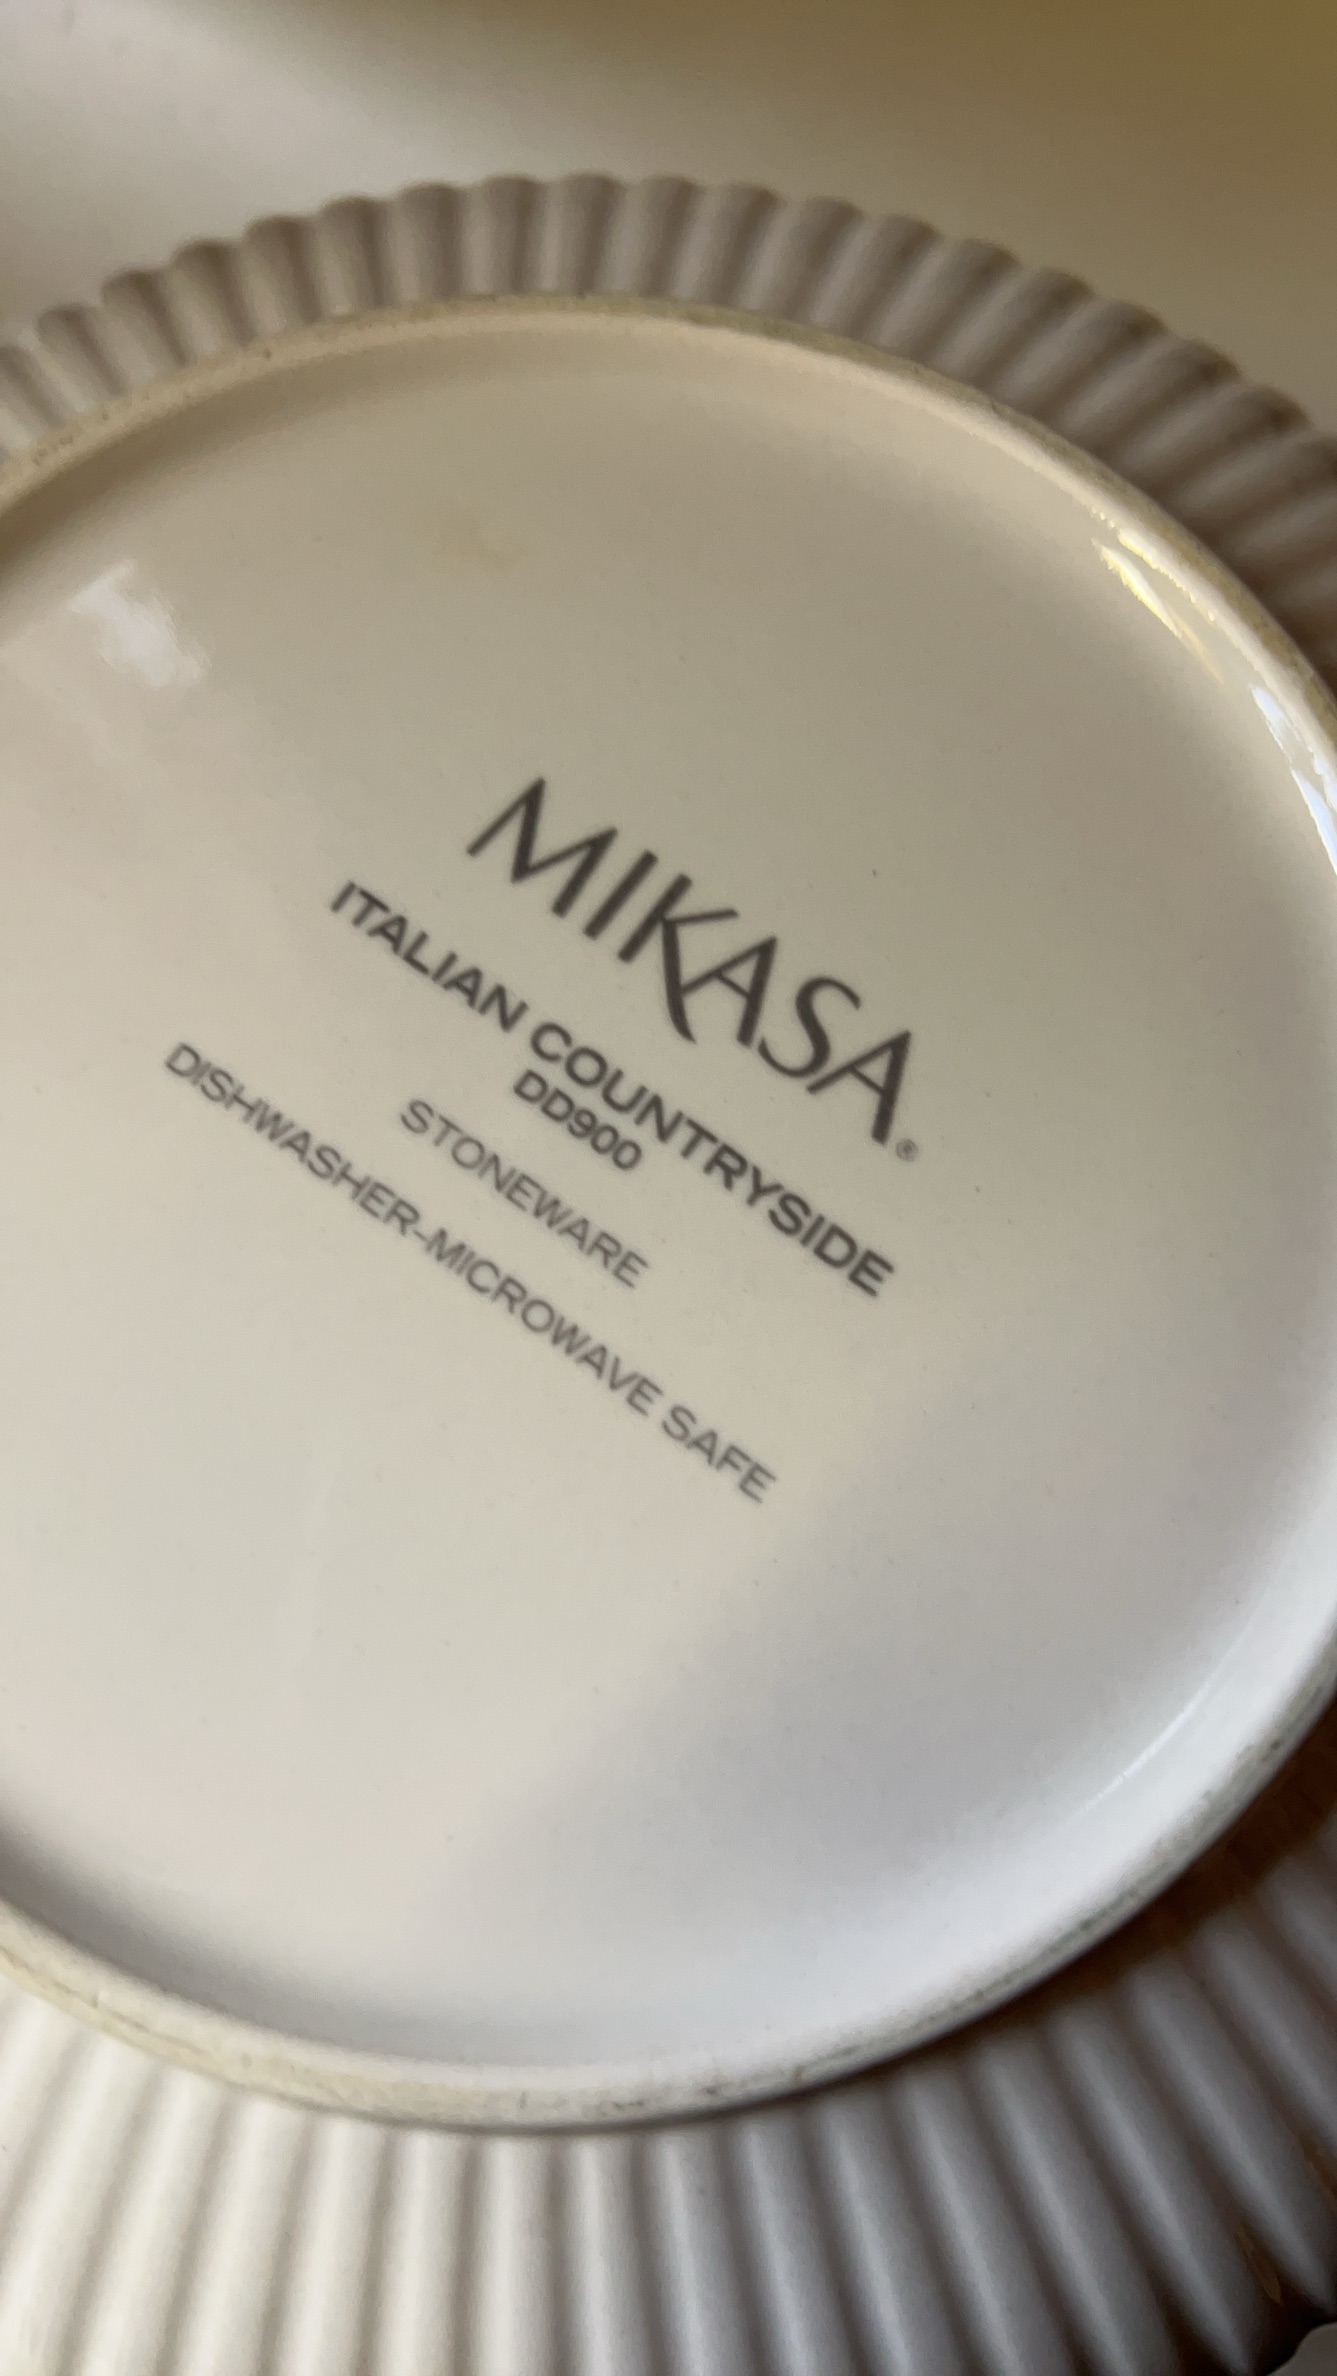 MIKASA®
ITALIAN COUNTRYSIDE
DD900
STONEWARE
DISHWASHER-MICROWAVE SAFE